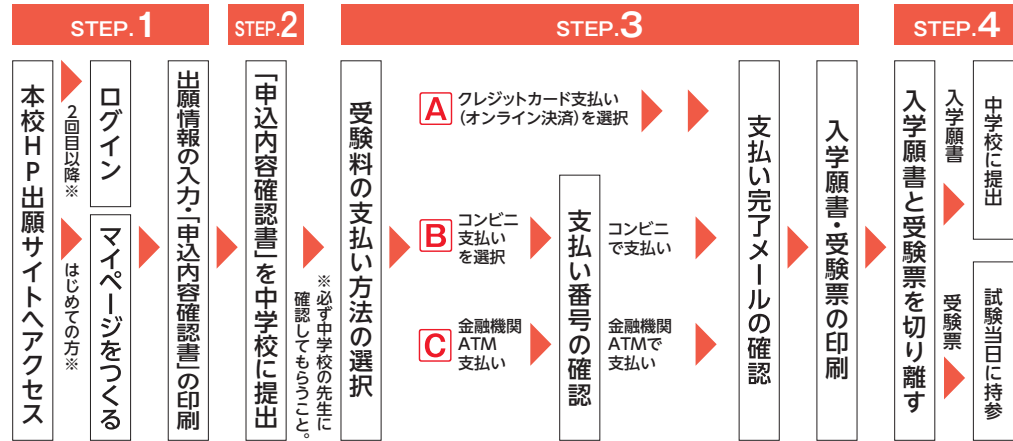 STEP.1
本校HP出願サイトへアクセス
2回目以降※
ログイン
はじめての方※
マイページをつくる
出願情報の入力・「申込内容確認書」の印刷
STEP.2
「申込内容確認書」を中学校に提出
※必ず中学校の先生に
確認してもらうこと。
STEP.3
受験料の支払い方法の選択
A
クレジットカード支払い
(オンライン決済)を選択
B
コンビニ
支払い
を選択
C
金融機関
ATM
支払い
支払い番号の確認
コンビニ
で支払い
金融機関
ATMで
支払い
支払い完了メールの確認
入学願書・受験票の印刷
STEP.4
入学願書と受験票を切り離す
入学願書
中学校に提出
受験票
試験当日に持参